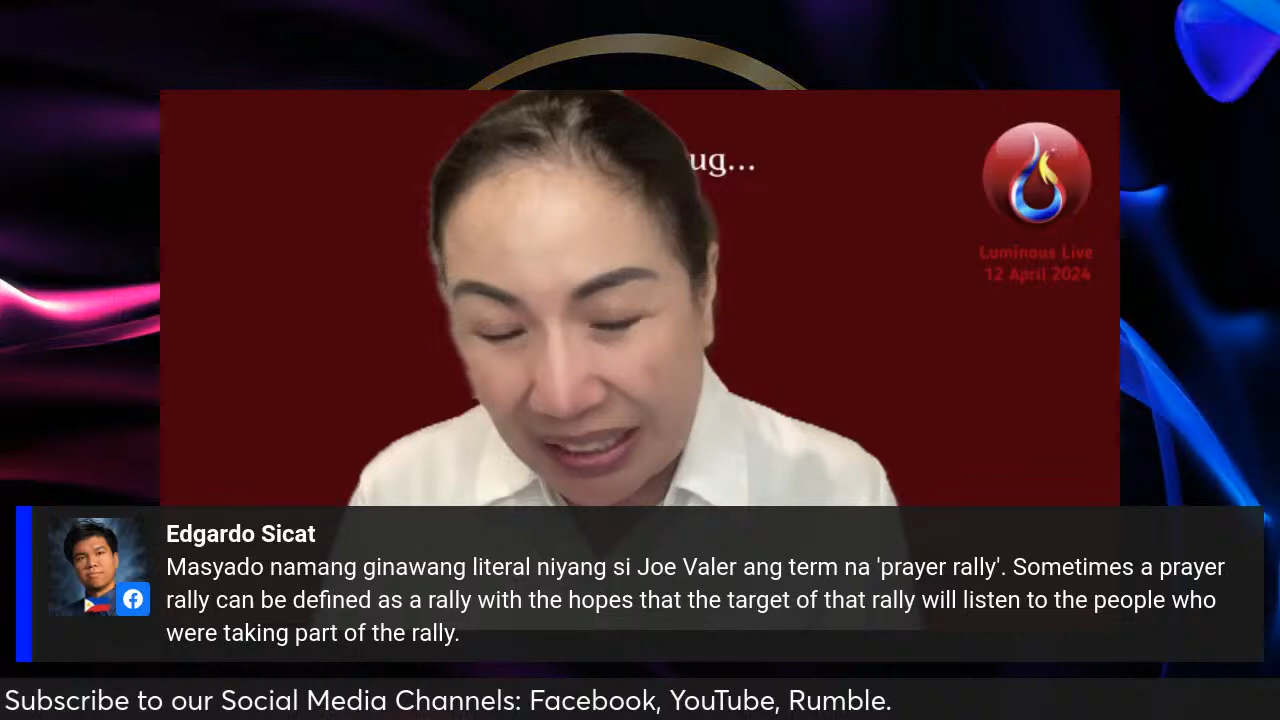 ug...
Luminous Live
12 April 2024
Edgardo Sicat
Masyado namang ginawang literal niyang si Joe Valer ang term na 'prayer rally'. Sometimes a prayer
rally can be defined as a rally with the hopes that the target of that rally will listen to the people who
were taking part of the rally.
Subscribe to our Social Media Channels: Facebook, YouTube, Rumble.